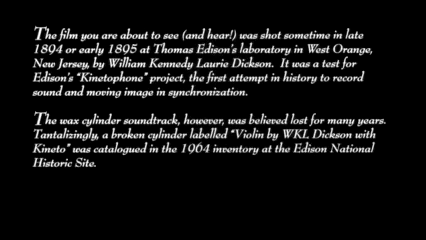 The film you are about to see (and hear!) was shot sometime in late
1894 or early 1895 at Thomas Edison's laboratory in West Orange,
New Jersey, by William Kennedy Laurie Dickson.  It was a test for
Edison's "Kinetophone" project, the first attempt in history to record
sound and moving image in synchronization.
The wax cylinder soundtrack, however, was believed lost for many years.
Tantalizingly, a broken cylinder labelled "Violin by WKL Dickson with
Kineto" was catalogued in the 1964 inventory at the Edison National
Historic Site.